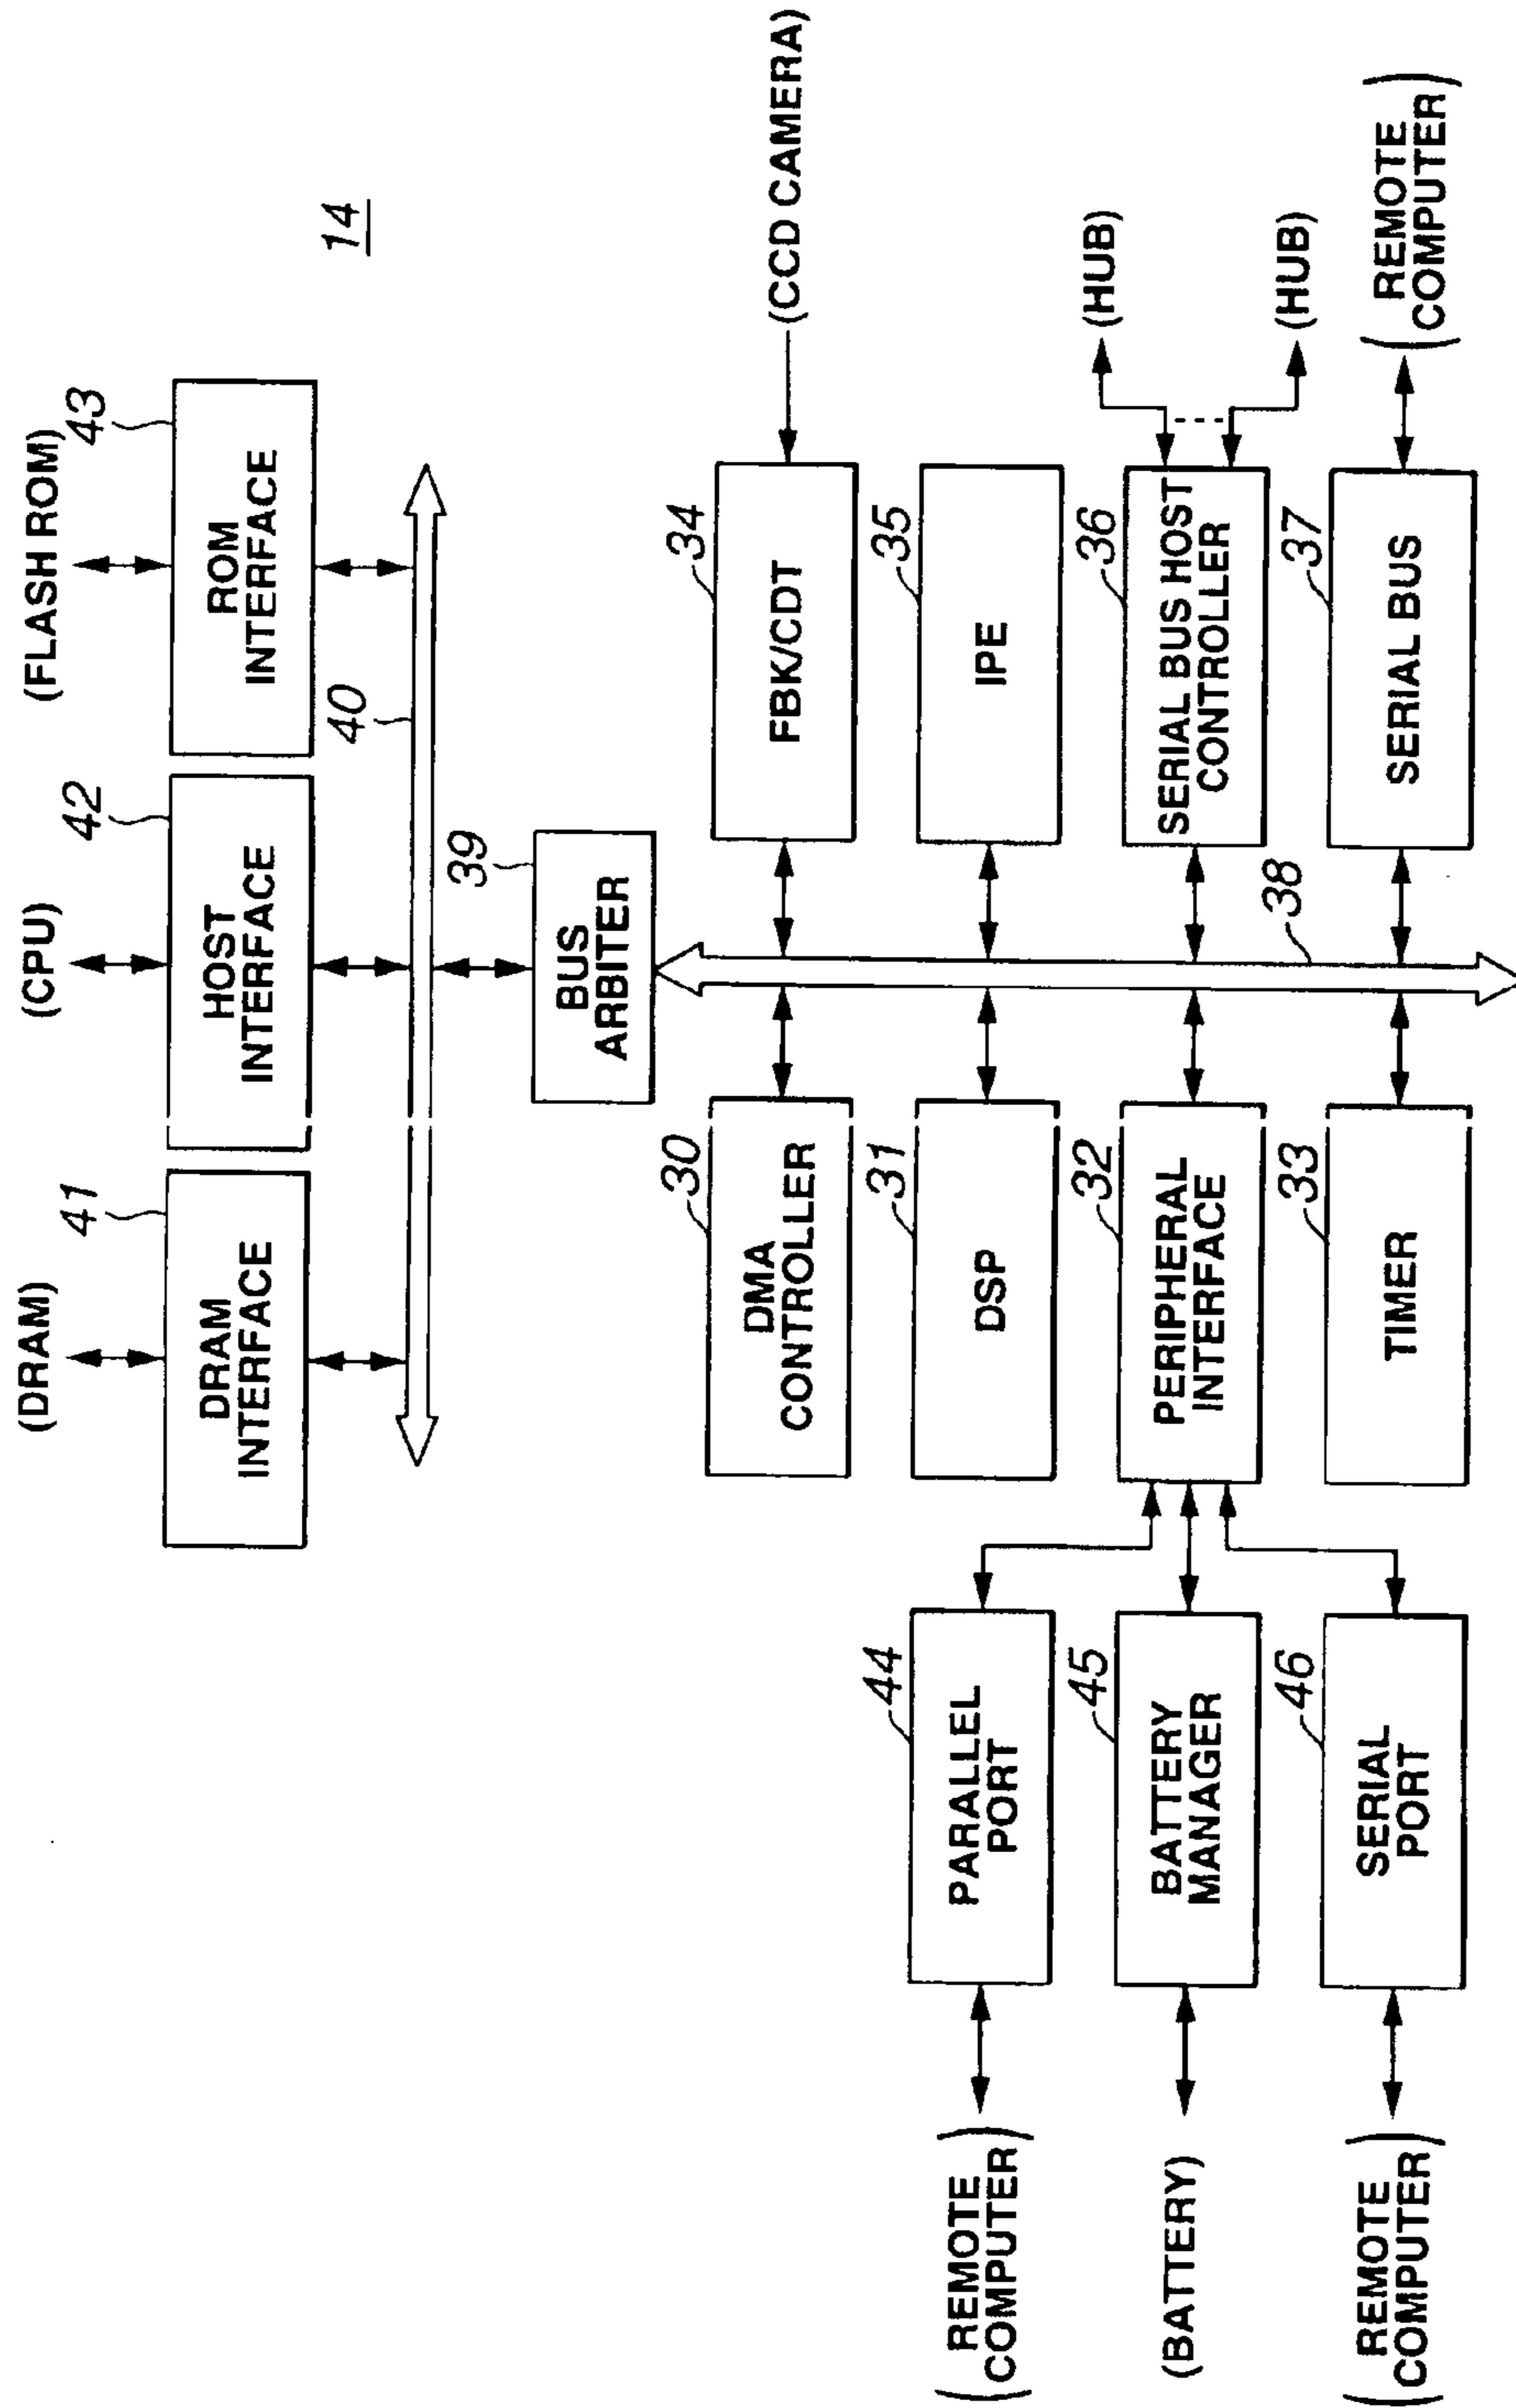 14
(DRAM)
(CPU)
(FLASH ROM)
41
42
43
DRAM
INTERFACE
HOST
INTERFACE
ROM
INTERFACE
40
39
BUS
ARBITER
30
DMA
CONTROLLER
34
FBK/CDT
(CCD CAMERA)
44
PARALLEL
PORT
(REMOTE
COMPUTER)
31
DSP
35
IPE
45
BATTERY
MANAGER
(BATTERY)
32
PERIPHERAL
INTERFACE
36
SERIAL BUS HOST
CONTROLLER
(HUB)
(HUB)
46
SERIAL
PORT
(REMOTE
COMPUTER)
33
TIMER
38
37
SERIAL BUS
(REMOTE
COMPUTER)